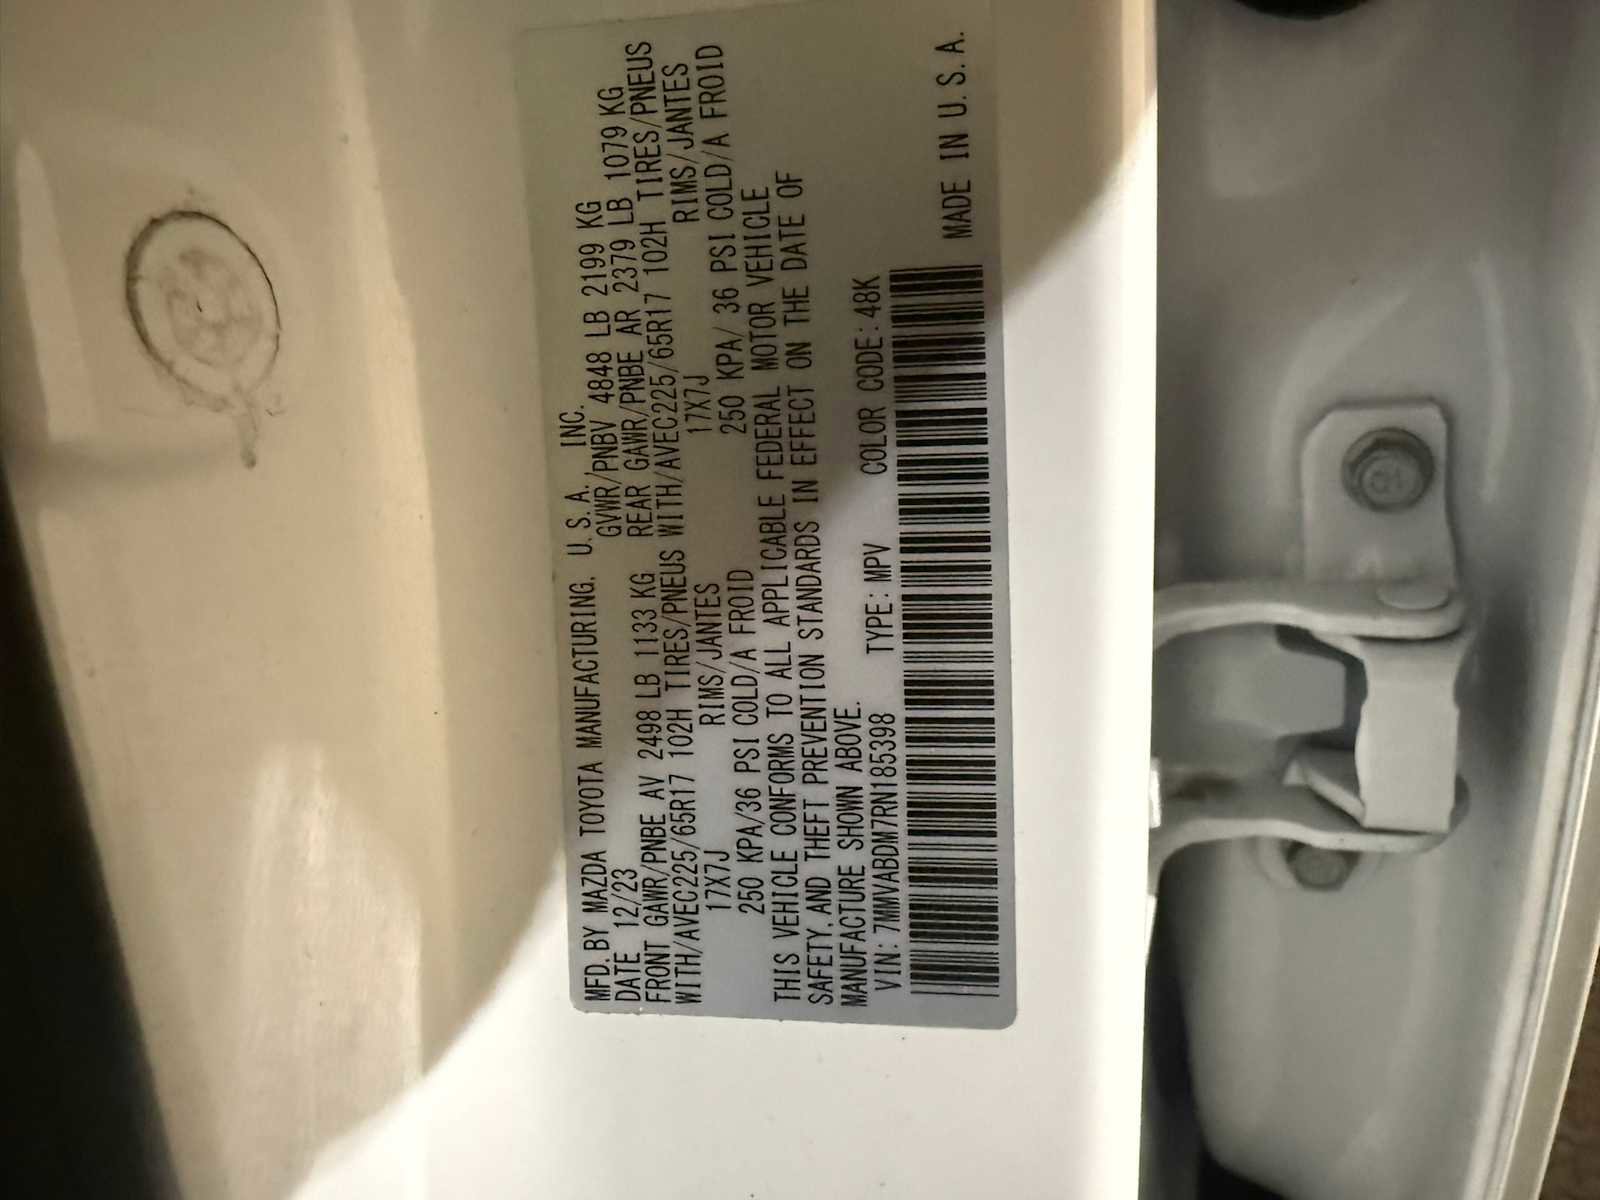 MFD. BY MAZDA TOYOTA MANUFACTURING, U.S.A., INC.
DATE 12/23 GVWR/PNBV 4848 LB 2199 KG
FRONT GAWR/PNBE AV 2498 LB 1133 KG REAR GAWR/PNBE AR 2379 LB 1079 KG
WITH/AVEC225/65R17 102H TIRES/PNEUS WITH/AVEC225/65R17 102H TIRES/PNEUS
17X7J RIMS/JANTES 17X7J RIMS/JANTES
250 KPA/36 PSI COLD/A FROID 250 KPA/ 36 PSI COLD/A FROID
THIS VEHICLE CONFORMS TO ALL APPLICABLE FEDERAL MOTOR VEHICLE
SAFETY, AND THEFT PREVENTION STANDARDS IN EFFECT ON THE DATE OF
MANUFACTURE SHOWN ABOVE.
VIN: 7MMVABDM7RN185398 TYPE: MPV COLOR CODE: 48K
MADE IN U.S.A.